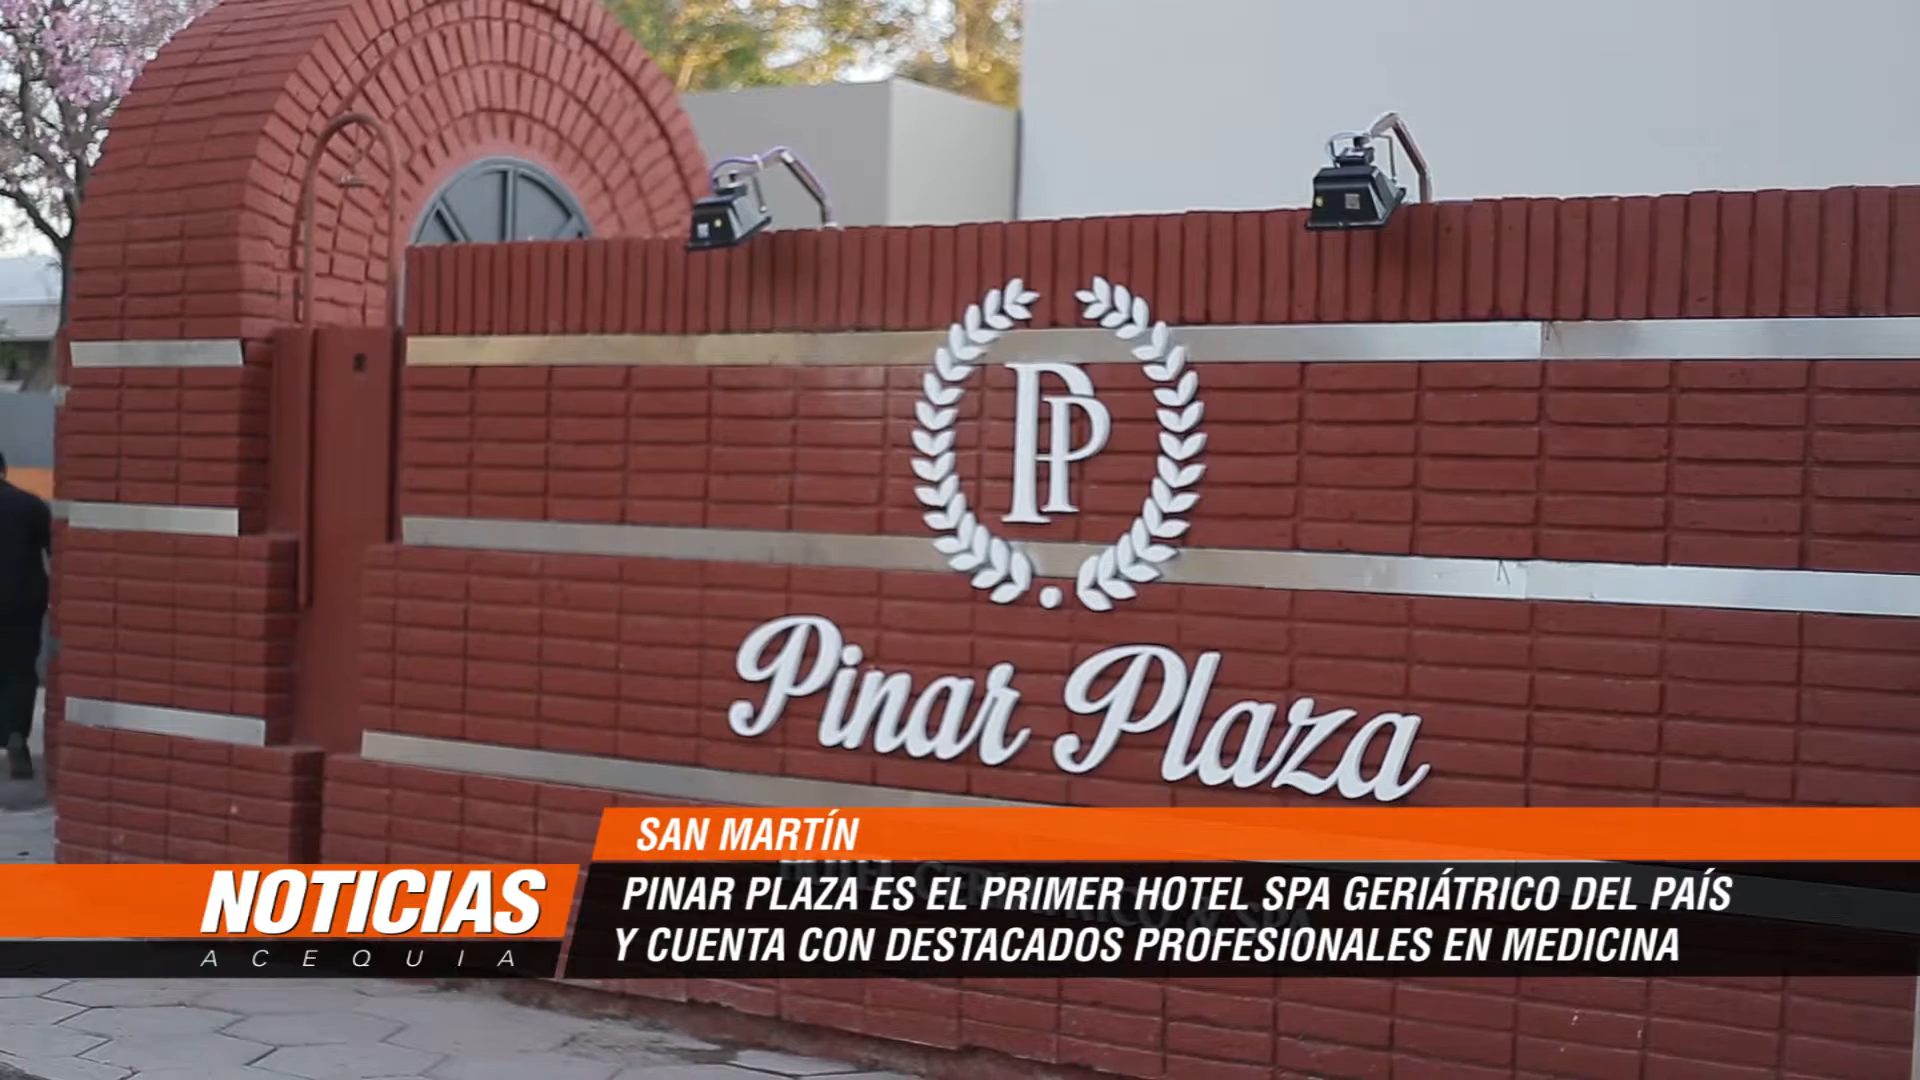 PP
Pinar Plaza
SAN MARTÍN
PINAR PLAZA ES EL PRIMER HOTEL SPA GERIÁTRICO DEL PAÍS
Y CUENTA CON DESTACADOS PROFESIONALES EN MEDICINA
NOTICIAS
ACEQUIA